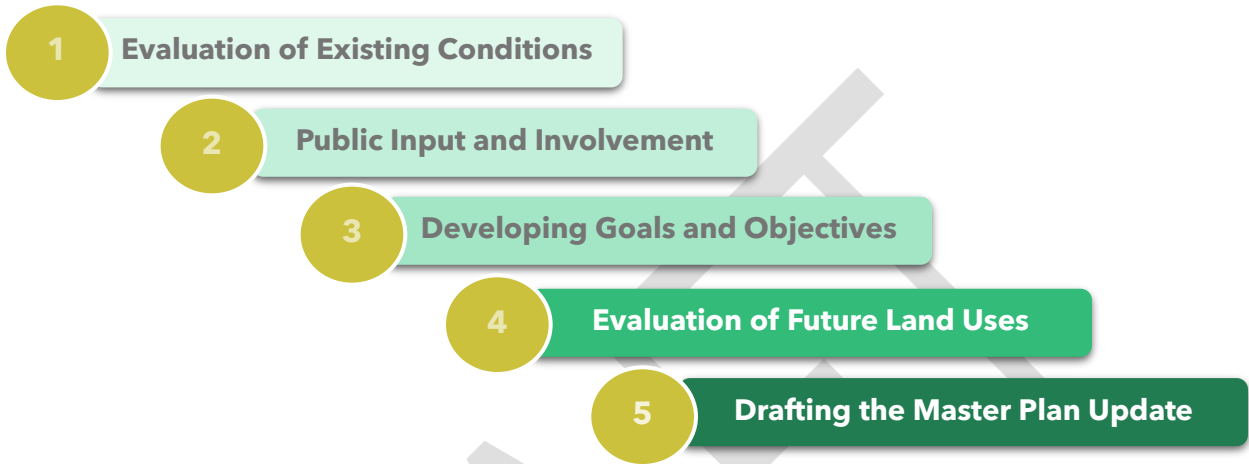 1 Evaluation of Existing Conditions
2 Public Input and Involvement
3 Developing Goals and Objectives
4 Evaluation of Future Land Uses
5 Drafting the Master Plan Update